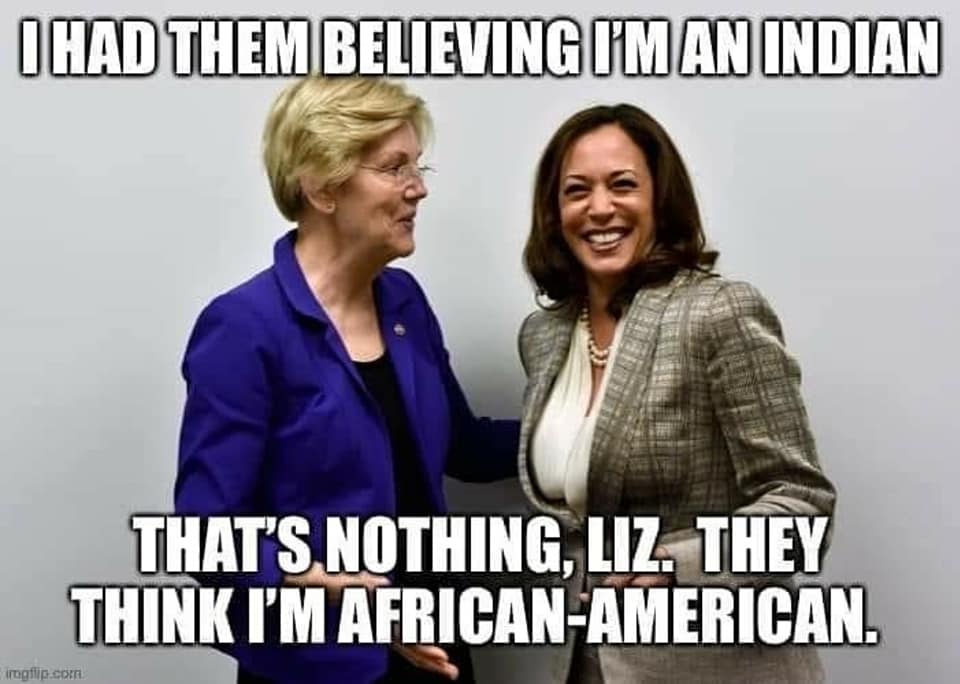 I HAD THEM BELIEVING I'M AN INDIAN
THAT'S NOTHING, LIZ. THEY
THINK I'M AFRICAN-AMERICAN.
imgflip.com